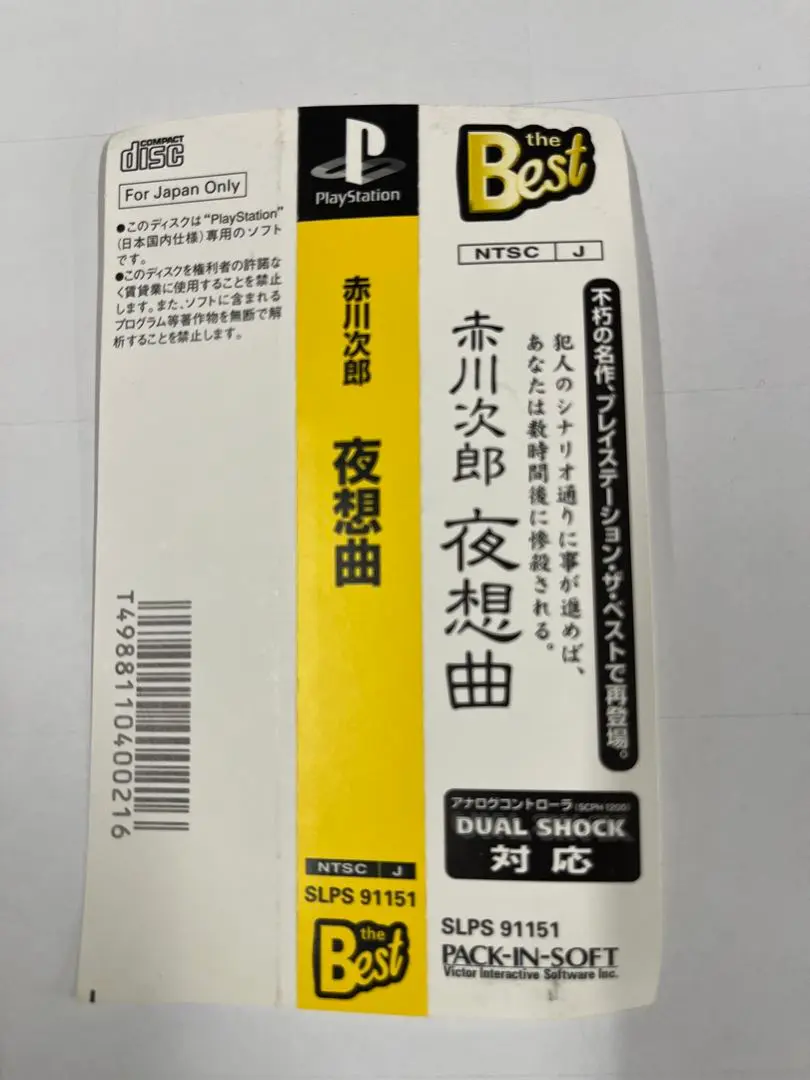 COMPACT
disc
For Japan Only
●このディスクは“PlayStation”
(日本国内仕様)専用のソフト
です。
●このディスクを権利者の許諾な
く賃貸業に使用することを禁止
します。また、ソフトに含まれる
プログラム等著作物を無断で解
析することを禁止します。
T4988110400216
PlayStation
赤川次郎
夜想曲
NTSC J
SLPS 91151
the
Best
the
Best
NTSC J
不朽の名作、プレイステーション・ザ・ベストで再登場。
犯人のシナリオ通りに事が進めば、
あなたは数時間後に惨殺される。
赤川次郎 夜想曲
アナログコントローラ(SCPH-1200)
DUAL SHOCK
対応
SLPS 91151
PACK-IN-SOFT
Victor Interactive Software Inc.